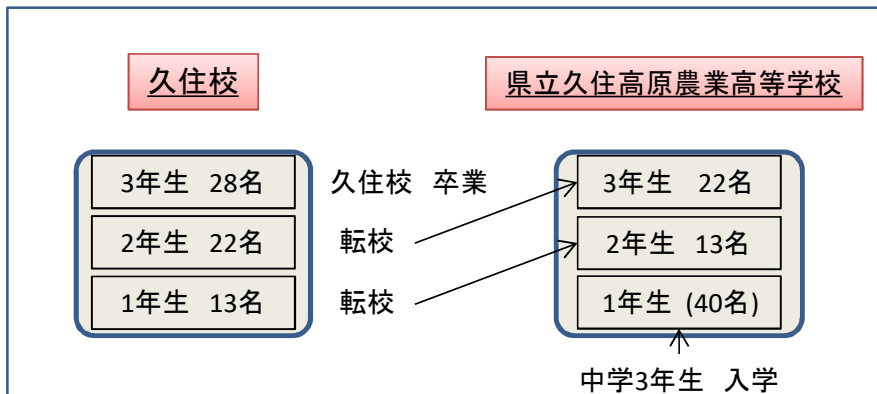 久住校
県立久住高原農業高等学校
3年生 28名
久住校 卒業
3年生 22名
2年生 22名
転校
2年生 13名
1年生 13名
転校
1年生 (40名)
中学3年生 入学